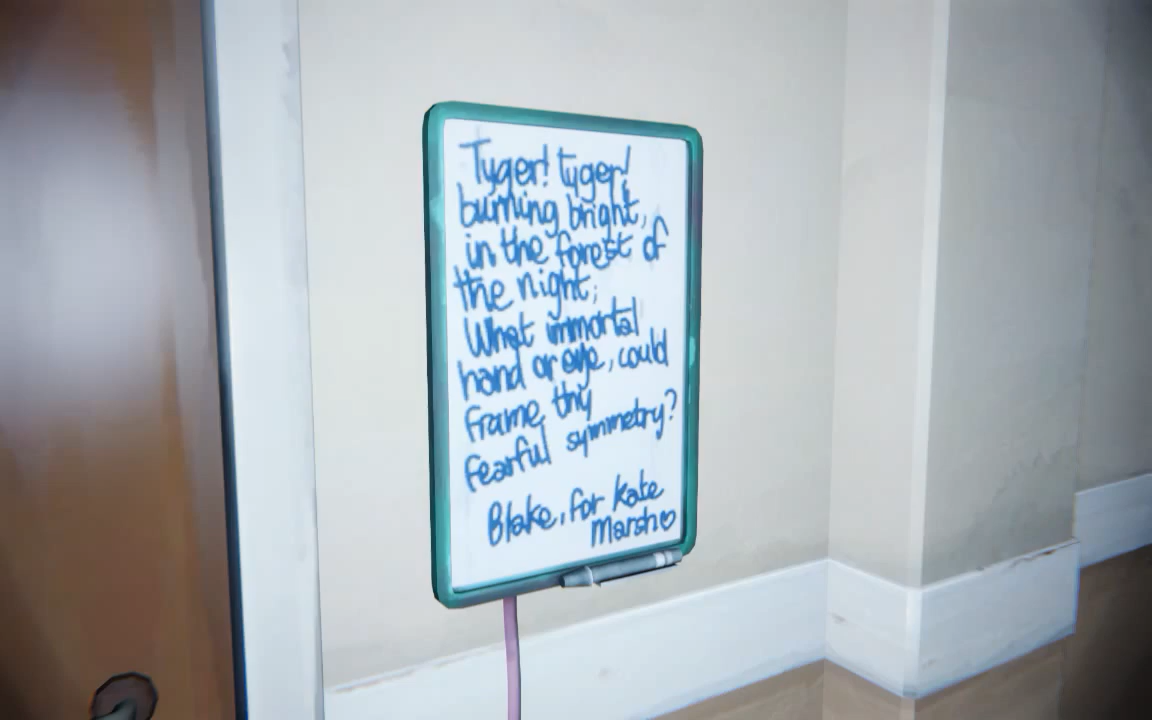 Tyger! tyger!
burning bright,
in the forest of
the night;
What immortal
hand or eye, could
frame thy
fearful symmetry?
Blake, for Kate
Marsh♡